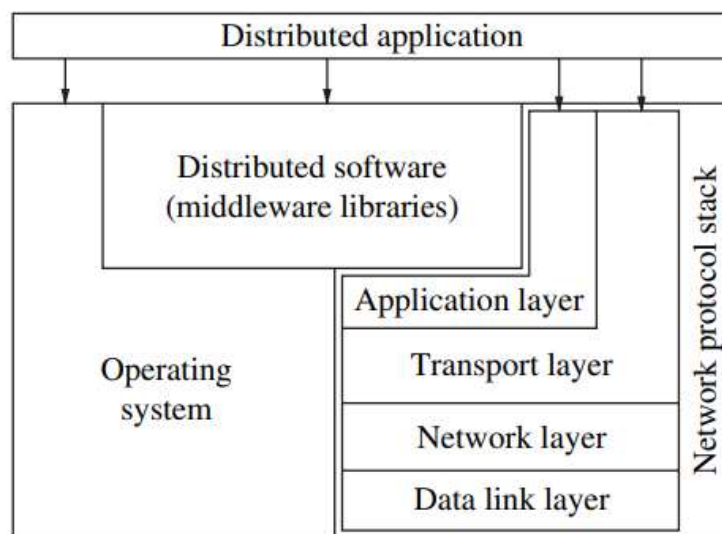 Distributed application
Distributed software
(middleware libraries)
Application layer
Operating
system
Transport layer
Network layer
Data link layer
Network protocol stack